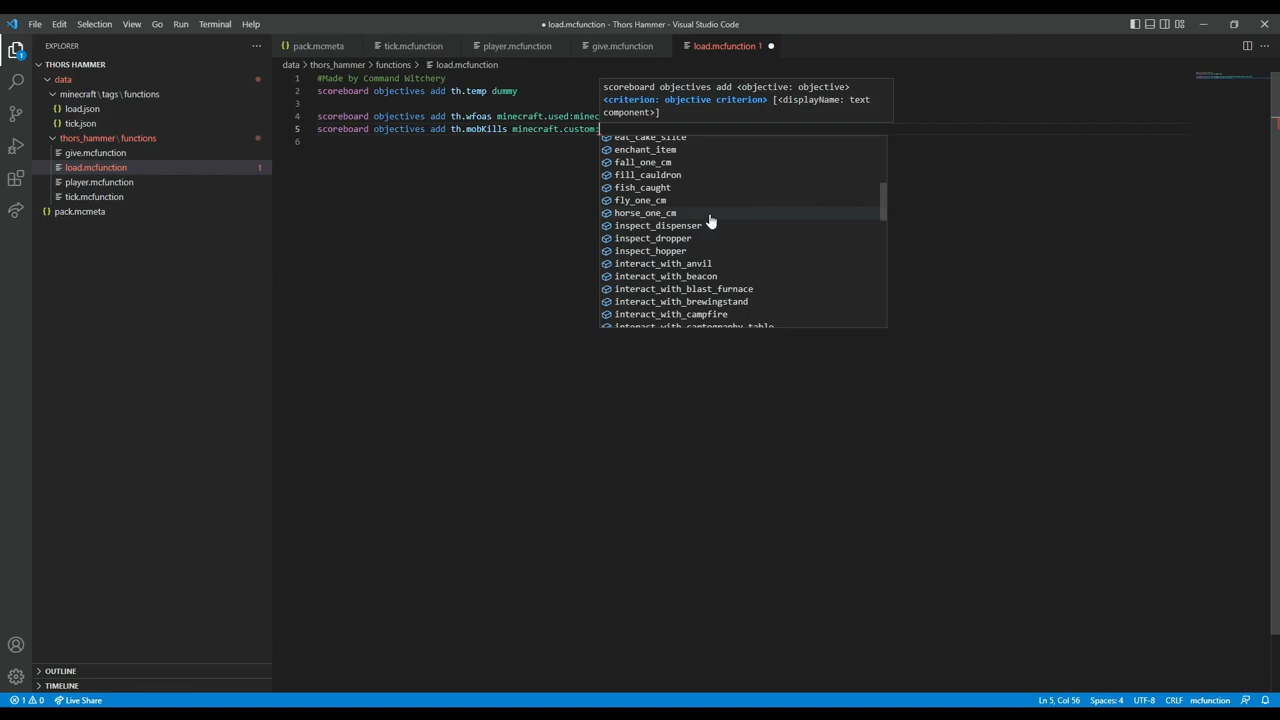 File Edit Selection View Go Run Terminal Help
● load.mcfunction - Thors Hammer - Visual Studio Code
EXPLORER
pack.mcmeta tick.mcfunction player.mcfunction give.mcfunction load.mcfunction 1
THORS HAMMER
data
minecraft\tags\functions
load.json
tick.json
thors_hammer\functions
give.mcfunction
load.mcfunction 1
player.mcfunction
tick.mcfunction
pack.mcmeta
data > thors_hammer > functions > load.mcfunction
1 #Made by Command Witchery
2 scoreboard objectives add th.temp dummy
3
4 scoreboard objectives add th.wfoas minecraft.used:minec
5 scoreboard objectives add th.mobKills minecraft.custom:
6
scoreboard objectives add <objective: objective>
<criterion: objective criterion> [<displayName: text
component>]
eat_cake_slice
enchant_item
fall_one_cm
fill_cauldron
fish_caught
fly_one_cm
horse_one_cm
inspect_dispenser
inspect_dropper
inspect_hopper
interact_with_anvil
interact_with_beacon
interact_with_blast_furnace
interact_with_brewingstand
interact_with_campfire
interact_with_cartography_table
OUTLINE
TIMELINE
1 0 Live Share
Ln 5, Col 56 Spaces: 4 UTF-8 CRLF mcfunction